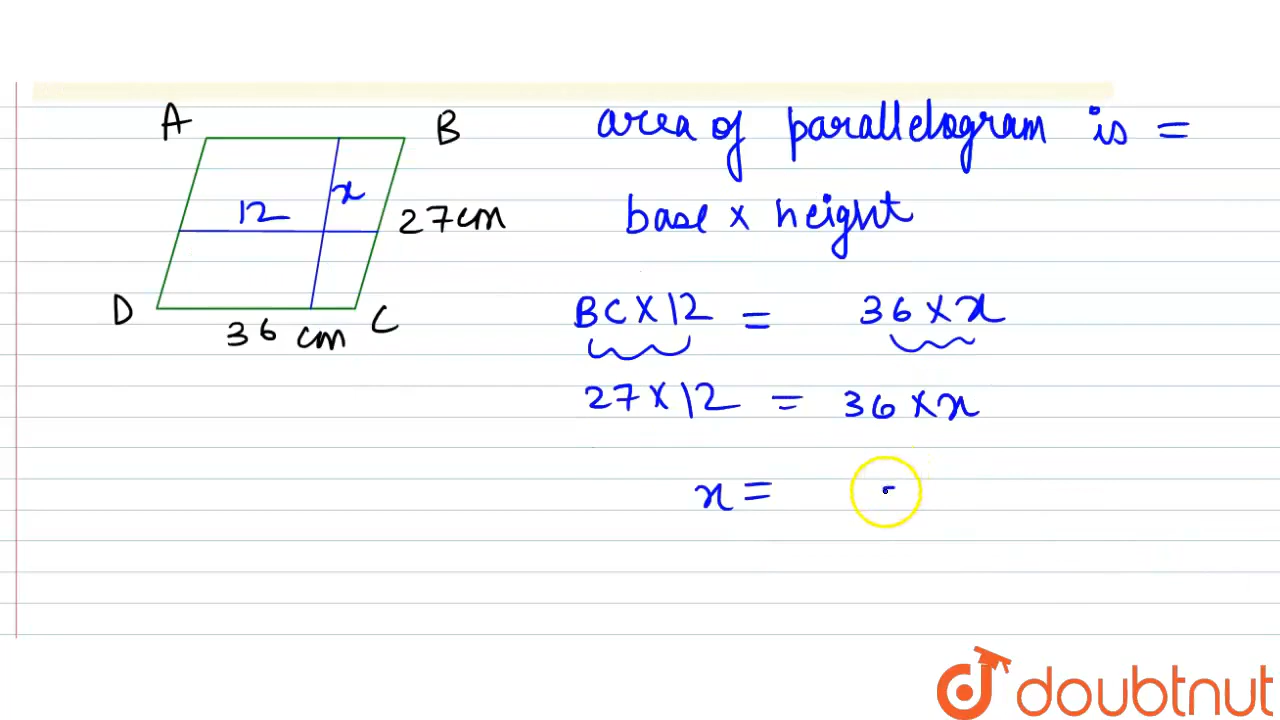 A
B
12
x
27cm
D
36 cm
C
area of parallelogram is =
base x height
BC x 12 = 36 x x
27 x 12 = 36 x x
x =
doubtnut